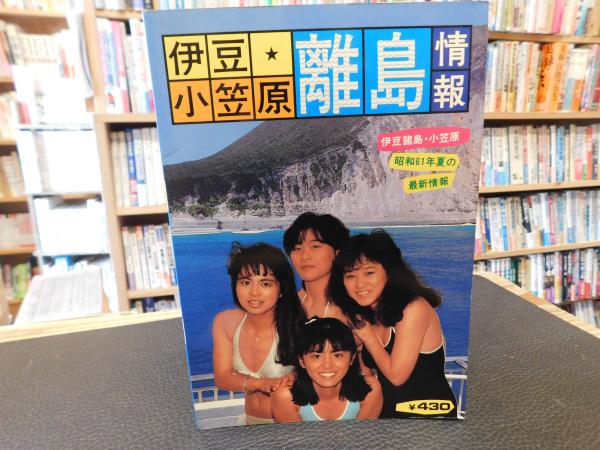 伊豆★
小笠原
離島
情報
伊豆諸島・小笠原
昭和61年夏の
最新情報
¥430